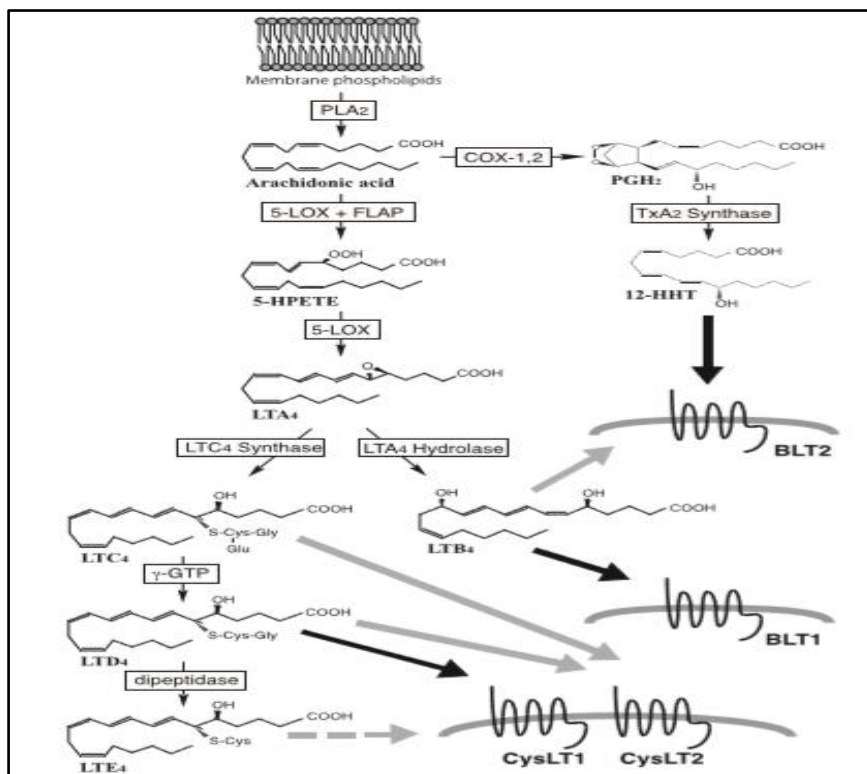 Membrane phospholipids
PLA2
COOH
Arachidonic acid
COX-1,2
O
O
COOH
PGH2
OH
5-LOX + FLAP
TxA2 Synthase
OOH
COOH
5-HPETE
COOH
12-HHT
OH
5-LOX
O
COOH
LTA4
BLT2
LTC4 Synthase
LTA4 Hydrolase
OH
COOH
S-Cys-Gly
Glu
LTC4
OH
OH
COOH
LTB4
γ-GTP
BLT1
OH
COOH
S-Cys-Gly
LTD4
dipeptidase
OH
COOH
S-Cys
LTE4
CysLT1
CysLT2